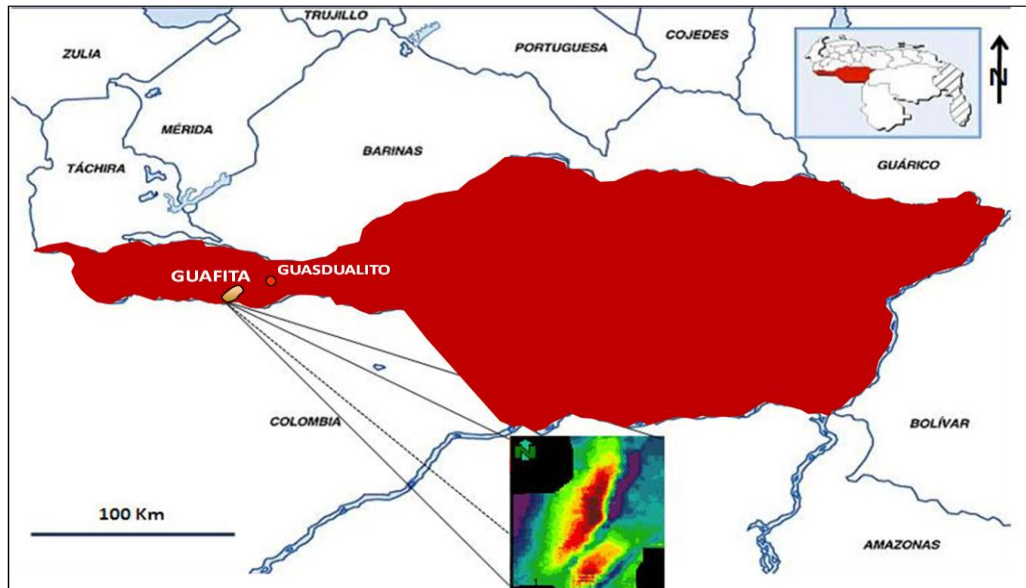 TRUJILLO
COJEDES
ZULIA
PORTUGUESA
N
MÉRIDA
BARINAS
TÁCHIRA
GUÁRICO
GUAFITA
GUASDUALITO
COLOMBIA
BOLÍVAR
N
100 Km
AMAZONAS